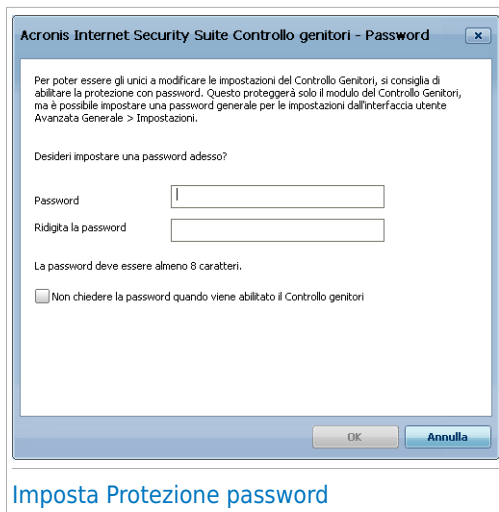 Acronis Internet Security Suite Controllo genitori - Password
Per poter essere gli unici a modificare le impostazioni del Controllo Genitori, si consiglia di
abilitare la protezione con password. Questo proteggerà solo il modulo del Controllo Genitori,
ma è possibile impostare una password generale per le impostazioni dall'interfaccia utente
Avanzata Generale > Impostazioni.
Desideri impostare una password adesso?
Password
Ridigita la password
La password deve essere almeno 8 caratteri.
Non chiedere la password quando viene abilitato il Controllo genitori
OK
Annulla
Imposta Protezione password